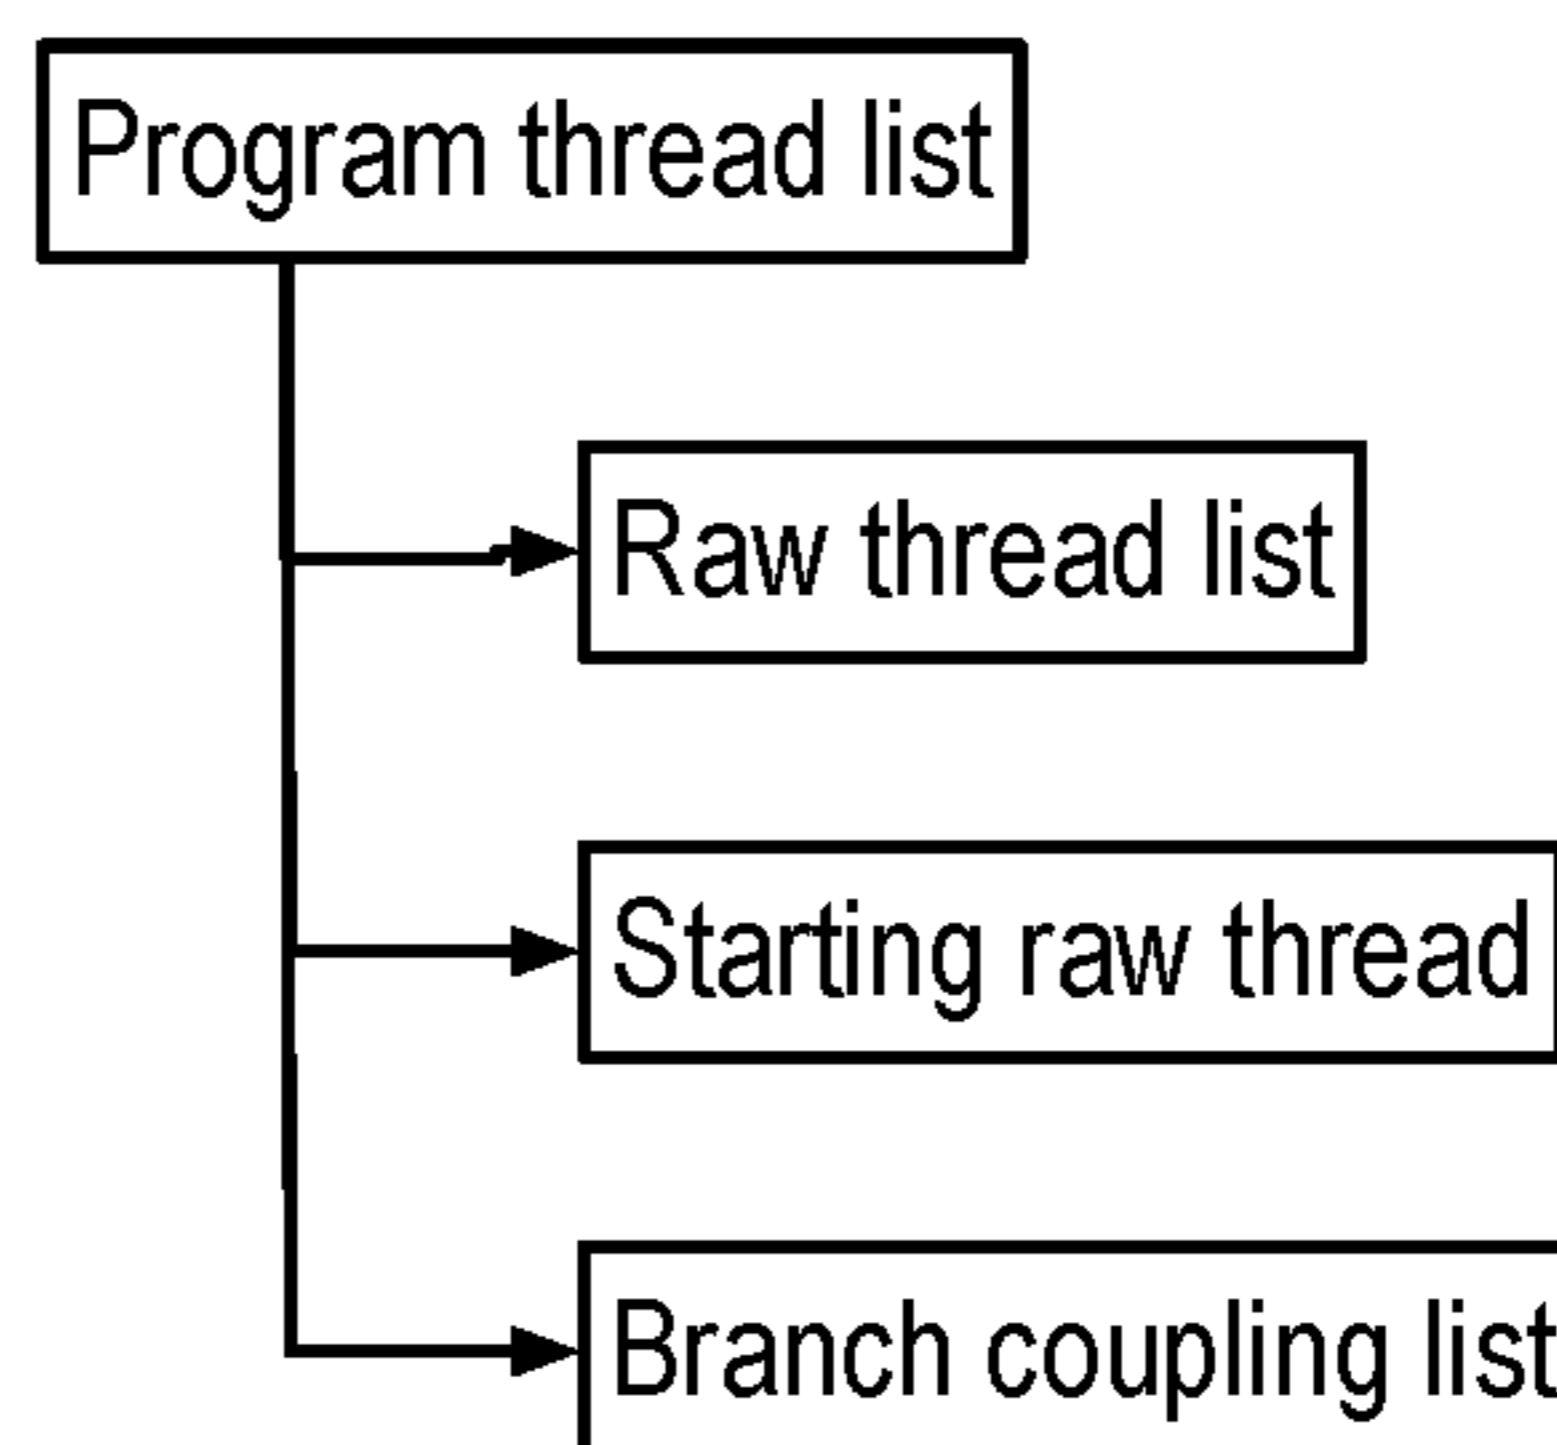 Program thread list
Raw thread list
Starting raw thread
Branch coupling list